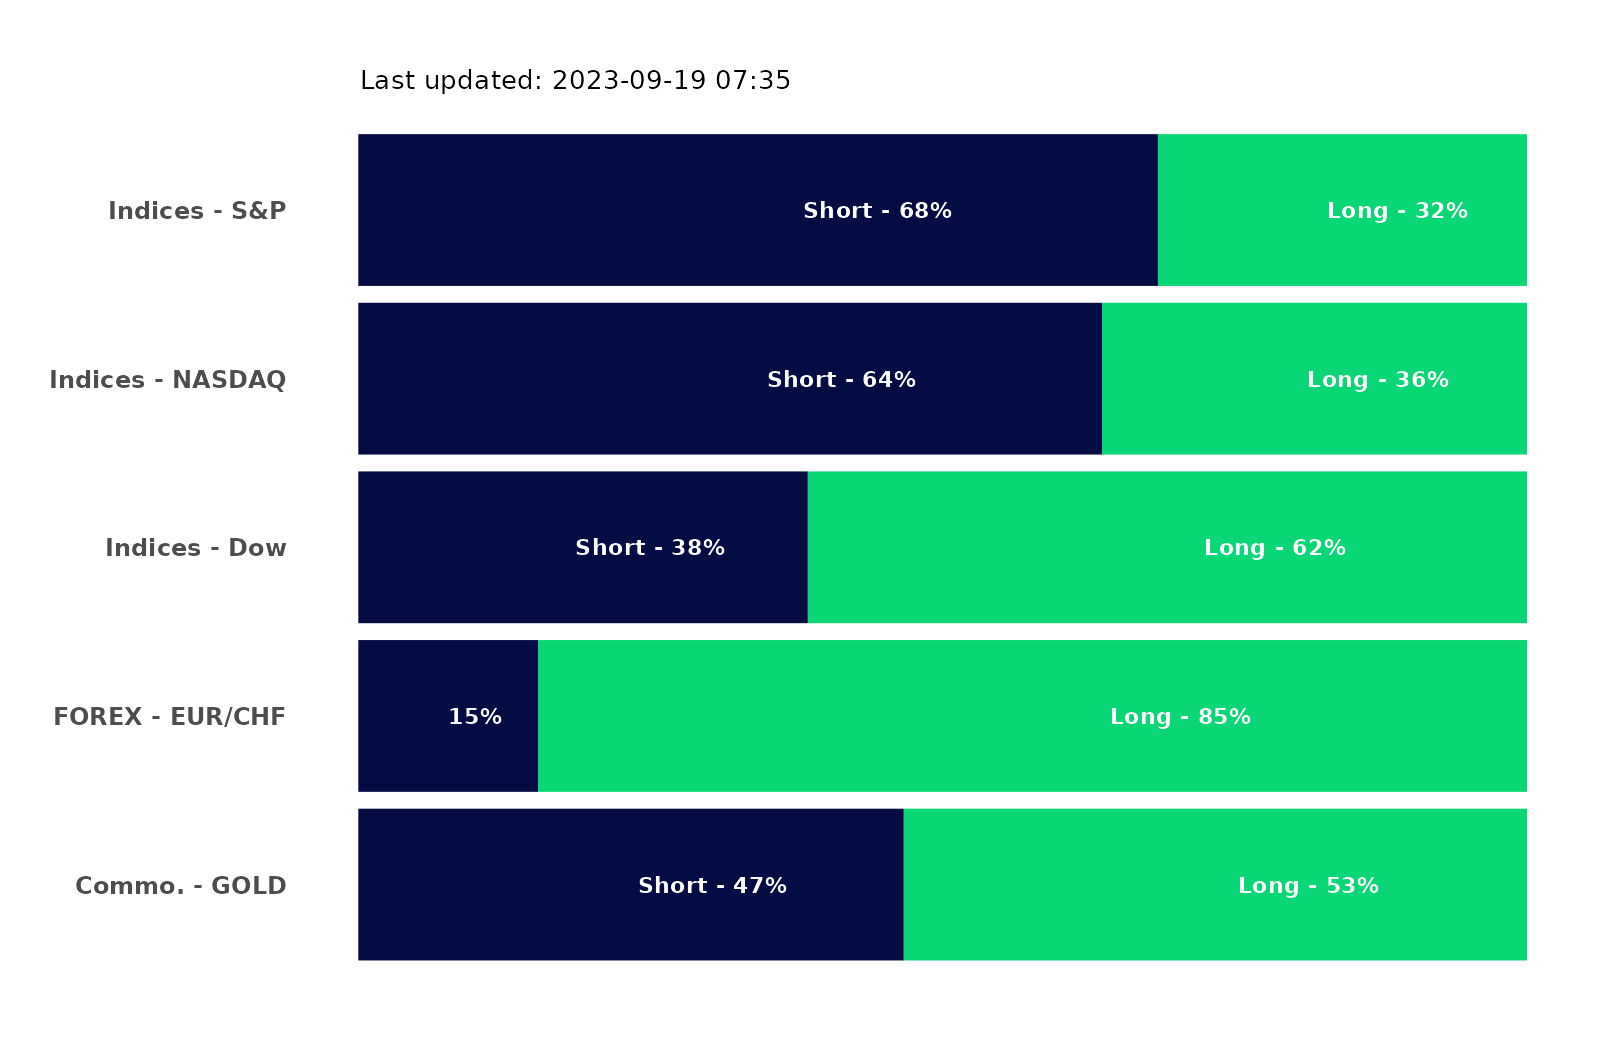 Last updated: 2023-09-19 07:35
Indices - S&P Short - 68% Long - 32%
Indices - NASDAQ Short - 64% Long - 36%
Indices - Dow Short - 38% Long - 62%
FOREX - EUR/CHF 15% Long - 85%
Commo. - GOLD Short - 47% Long - 53%